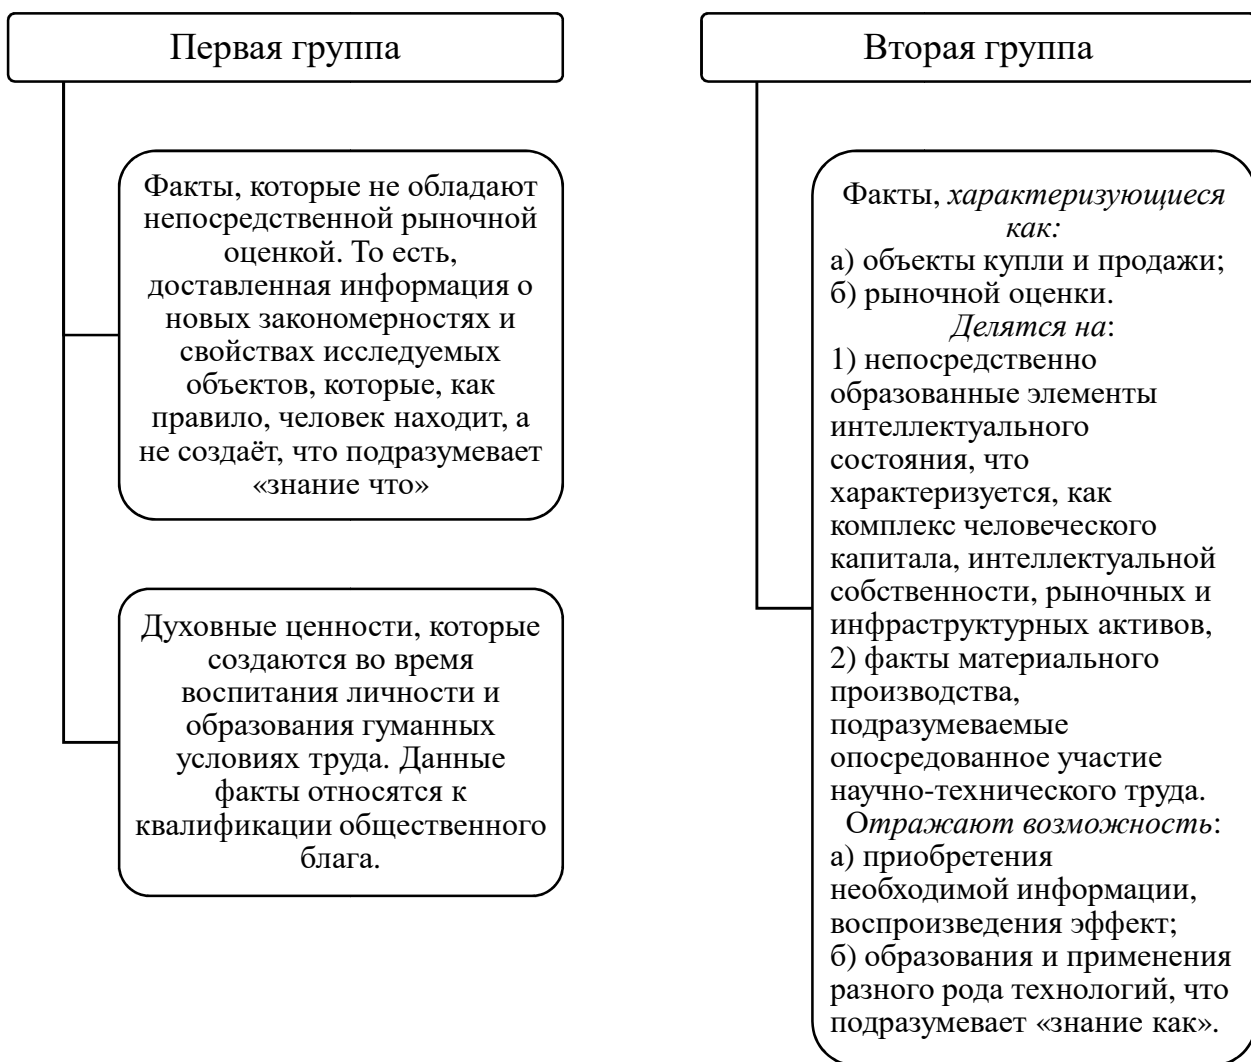 Первая группа
Факты, которые не обладают
непосредственной рыночной
оценкой. То есть,
доставленная информация о
новых закономерностях и
свойствах исследуемых
объектов, которые, как
правило, человек находит, а
не создаёт, что подразумевает
«знание что»
Духовные ценности, которые
создаются во время
воспитания личности и
образования гуманных
условиях труда. Данные
факты относятся к
квалификации общественного
блага.
Вторая группа
Факты, характеризующиеся
как:
а) объекты купли и продажи;
б) рыночной оценки.
Делятся на:
1) непосредственно
образованные элементы
интеллектуального
состояния, что
характеризуется, как
комплекс человеческого
капитала, интеллектуальной
собственности, рыночных и
инфраструктурных активов,
2) факты материального
производства,
подразумеваемые
опосредованное участие
научно-технического труда.
Отражают возможность:
а) приобретения
необходимой информации,
воспроизведения эффект;
б) образования и применения
разного рода технологий, что
подразумевает «знание как».